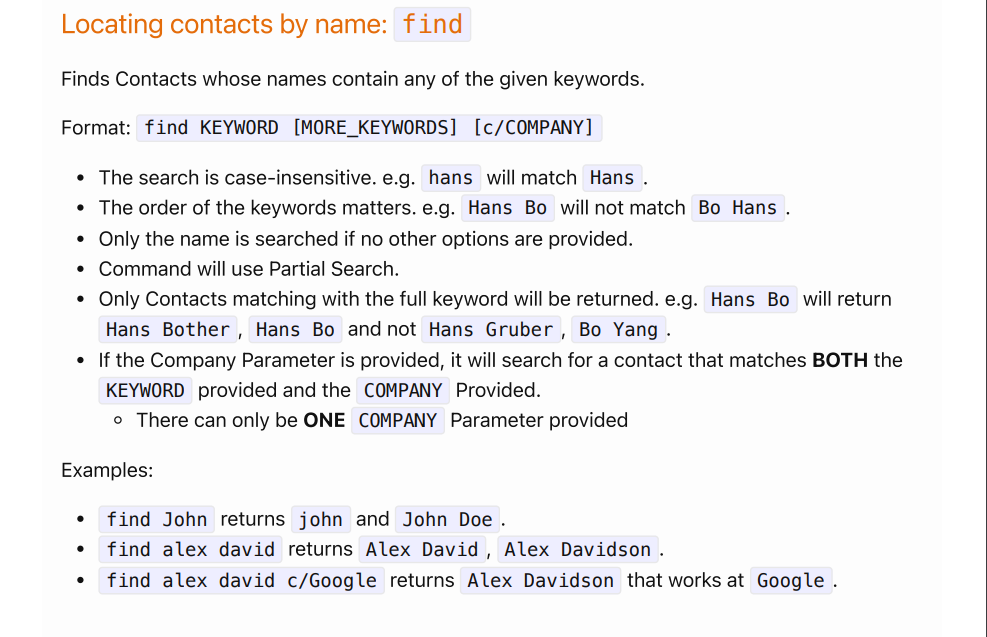 Locating contacts by name: find
Finds Contacts whose names contain any of the given keywords.
Format: find KEYWORD [MORE_KEYWORDS] [c/COMPANY]
• The search is case-insensitive. e.g. hans will match Hans.
• The order of the keywords matters. e.g. Hans Bo will not match Bo Hans.
• Only the name is searched if no other options are provided.
• Command will use Partial Search.
• Only Contacts matching with the full keyword will be returned. e.g. Hans Bo will return
Hans Bother, Hans Bo and not Hans Gruber, Bo Yang.
• If the Company Parameter is provided, it will search for a contact that matches BOTH the
KEYWORD provided and the COMPANY Provided.
◦ There can only be ONE COMPANY Parameter provided
Examples:
• find John returns john and John Doe.
• find alex david returns Alex David, Alex Davidson.
• find alex david c/Google returns Alex Davidson that works at Google.